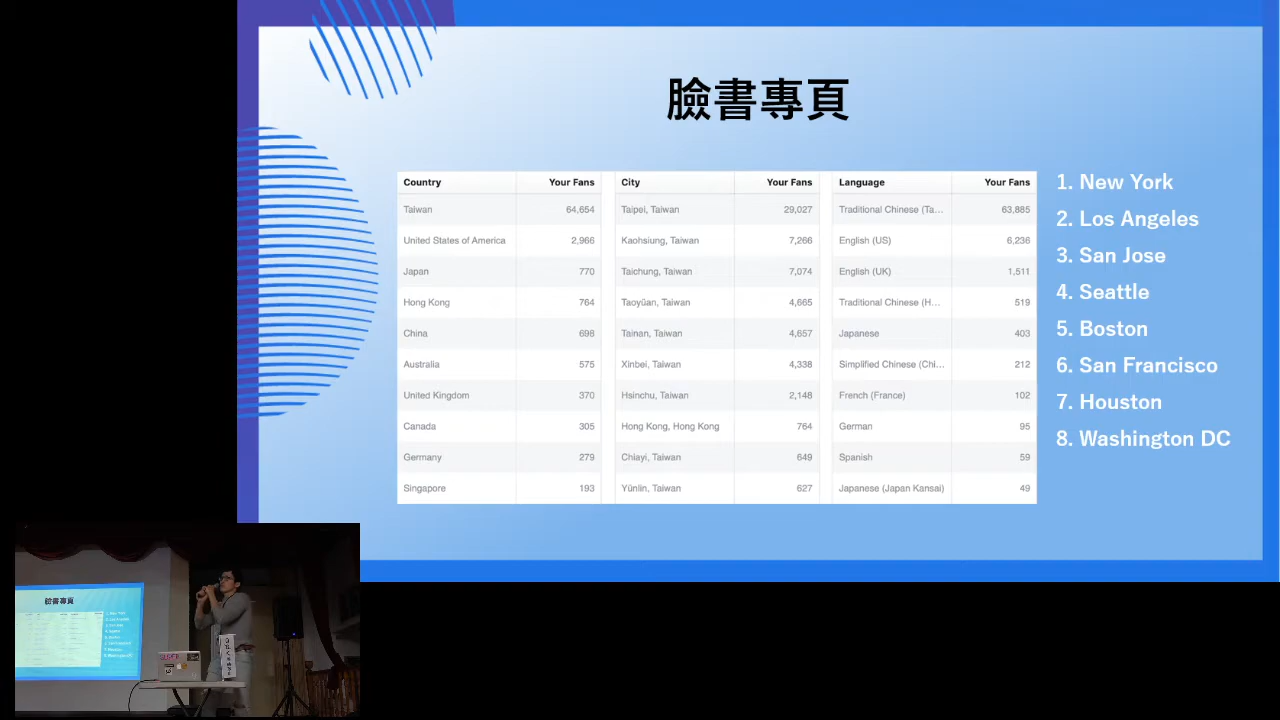 臉書專頁
Country Your Fans City Your Fans Language Your Fans
Taiwan 64,654 Taipei, Taiwan 29,027 Traditional Chinese (Ta... 63,885
United States of America 2,966 Kaohsiung, Taiwan 7,266 English (US) 6,236
Japan 770 Taichung, Taiwan 7,074 English (UK) 1,511
Hong Kong 764 Taoyüan, Taiwan 4,665 Traditional Chinese (H... 519
China 698 Tainan, Taiwan 4,657 Japanese 403
Australia 575 Xinbei, Taiwan 4,338 Simplified Chinese (Chi... 212
United Kingdom 370 Hsinchu, Taiwan 2,148 French (France) 102
Canada 305 Hong Kong, Hong Kong 764 German 95
Germany 279 Chiayi, Taiwan 649 Spanish 59
Singapore 193 Yünlin, Taiwan 627 Japanese (Japan Kansai) 49
1. New York
2. Los Angeles
3. San Jose
4. Seattle
5. Boston
6. San Francisco
7. Houston
8. Washington DC
臉書專頁